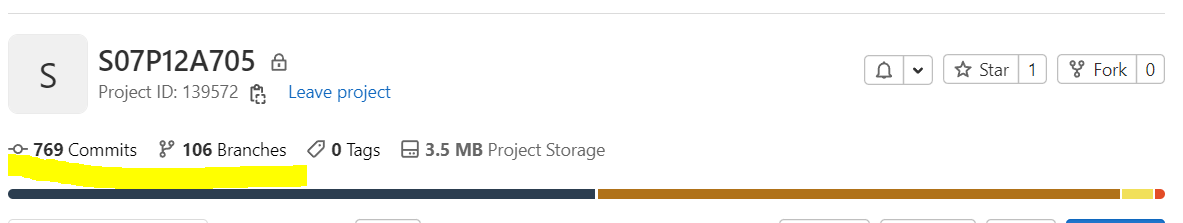 S
S07P12A705
Project ID: 139572 Leave project
Star 1 Fork 0
769 Commits 106 Branches 0 Tags 3.5 MB Project Storage